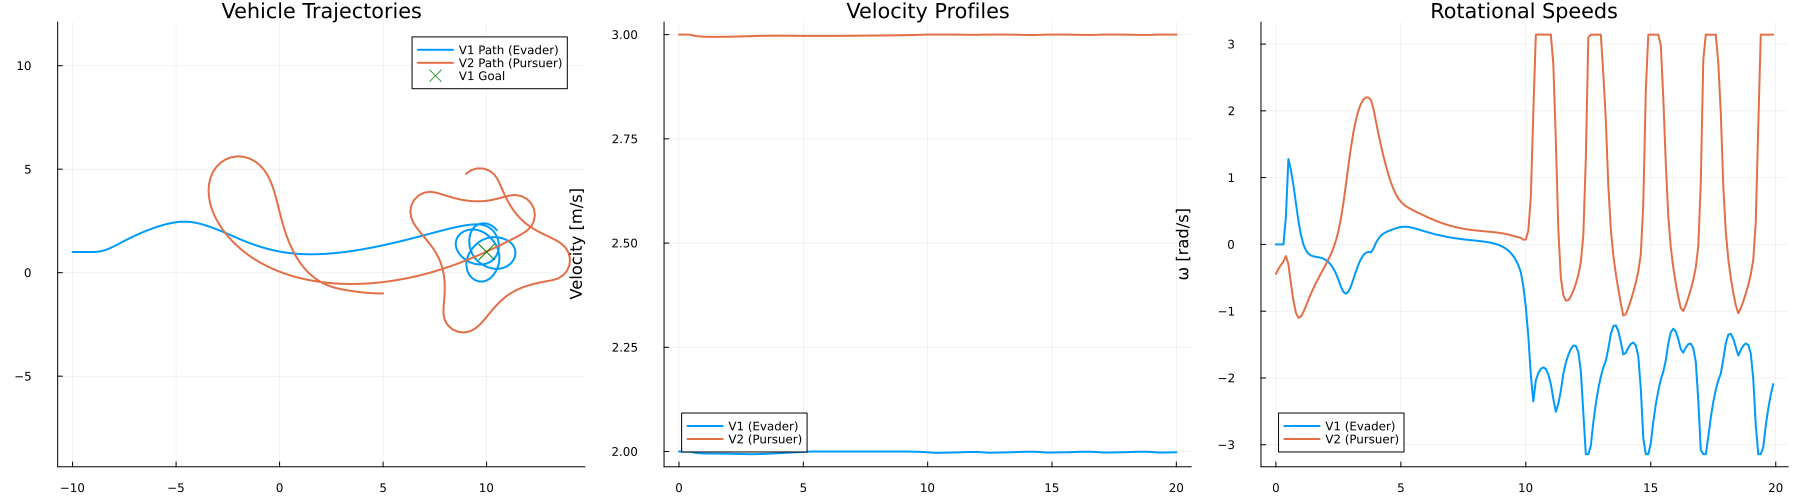 Vehicle Trajectories
V1 Path (Evader)
V2 Path (Pursuer)
V1 Goal
10
5
0
−5
−10
−5
0
5
10
Velocity Profiles
Velocity [m/s]
3.00
2.75
2.50
2.25
2.00
V1 (Evader)
V2 (Pursuer)
0
5
10
15
20
Rotational Speeds
ω [rad/s]
3
2
1
0
−1
−2
−3
V1 (Evader)
V2 (Pursuer)
0
5
10
15
20